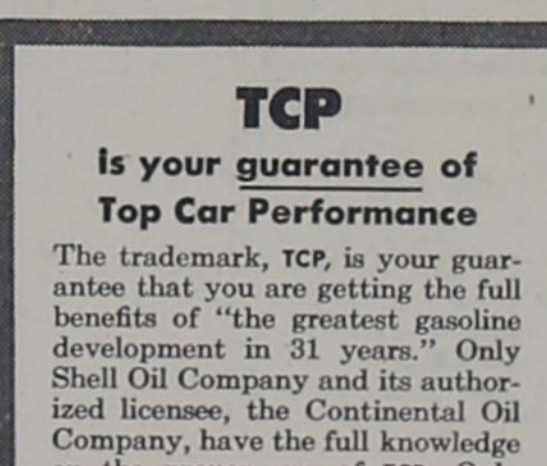 TCP
is your guarantee of
Top Car Performance
The trademark, TCP, is your guar-
antee that you are getting the full
benefits of “the greatest gasoline
development in 31 years.” Only
Shell Oil Company and its author-
ized licensee, the Continental Oil
Company, have the full knowledge